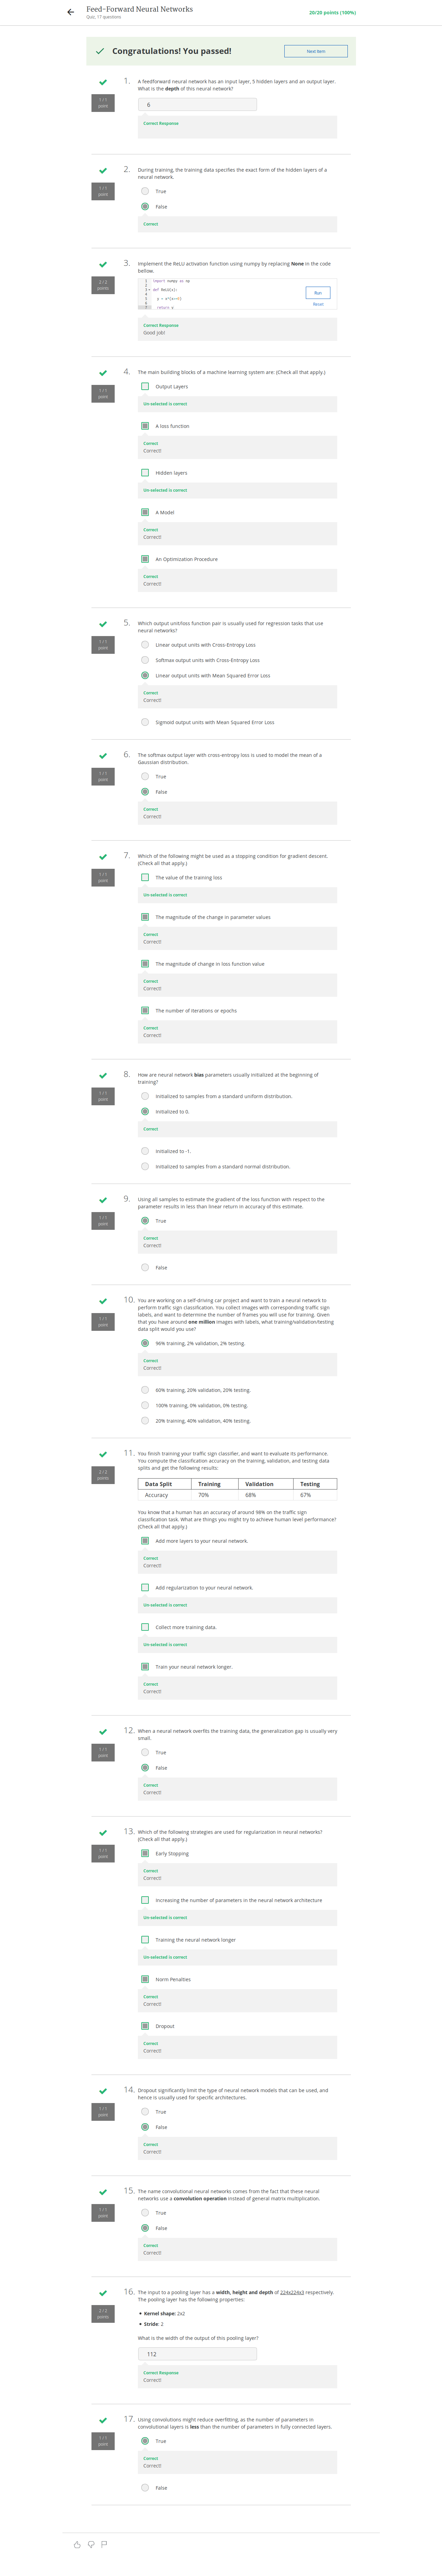 Feed-Forward Neural Networks
Quiz, 17 questions
20/20 points (100%)
Congratulations! You passed!
Next Item
1 / 1
point
1.
A feedforward neural network has an input layer, 5 hidden layers and an output layer.
What is the depth of this neural network?
6
Correct Response
1 / 1
point
2.
During training, the training data specifies the exact form of the hidden layers of a
neural network.
True
False
Correct
2 / 2
points
3.
Implement the ReLU activation function using numpy by replacing None in the code
bellow.
import numpy as np
def ReLU(x):
y = x*(x>=0)
return y
Run
Reset
Correct Response
Good job!
1 / 1
point
4.
The main building blocks of a machine learning system are: (Check all that apply.)
Output Layers
Un-selected is correct
A loss function
Correct
Correct!
Hidden layers
Un-selected is correct
A Model
Correct
Correct!
An Optimization Procedure
Correct
Correct!
1 / 1
point
5.
Which output unit/loss function pair is usually used for regression tasks that use
neural networks?
Linear output units with Cross-Entropy Loss
Softmax output units with Cross-Entropy Loss
Linear output units with Mean Squared Error Loss
Correct
Correct!
Sigmoid output units with Mean Squared Error Loss
1 / 1
point
6.
The softmax output layer with cross-entropy loss is used to model the mean of a
Gaussian distribution.
True
False
Correct
Correct!
1 / 1
point
7.
Which of the following might be used as a stopping condition for gradient descent.
(Check all that apply.)
The value of the training loss
Un-selected is correct
The magnitude of the change in parameter values
Correct
Correct!
The magnitude of change in loss function value
Correct
Correct!
The number of iterations or epochs
Correct
Correct!
1 / 1
point
8.
How are neural network bias parameters usually initialized at the beginning of
training?
Initialized to samples from a standard uniform distribution.
Initialized to 0.
Correct
Initialized to -1.
Initialized to samples from a standard normal distribution.
1 / 1
point
9.
Using all samples to estimate the gradient of the loss function with respect to the
parameter results in less than linear return in accuracy of this estimate.
True
Correct
Correct!
False
1 / 1
point
10.
You are working on a self-driving car project and want to train a neural network to
perform traffic sign classification. You collect images with corresponding traffic sign
labels, and want to determine the number of frames you will use for training. Given
that you have around one million images with labels, what training/validation/testing
data split would you use?
96% training, 2% validation, 2% testing.
Correct
Correct!
60% training, 20% validation, 20% testing.
100% training, 0% validation, 0% testing.
20% training, 40% validation, 40% testing.
2 / 2
points
11.
You finish training your traffic sign classifier, and want to evaluate its performance.
You compute the classification accuracy on the training, validation, and testing data
splits and get the following results:
Data Split Training Validation Testing
Accuracy 70% 68% 67%
You know that a human has an accuracy of around 98% on the traffic sign
classification task. What are things you might try to achieve human level performance?
(Check all that apply.)
Add more layers to your neural network.
Correct
Correct!
Add regularization to your neural network.
Un-selected is correct
Collect more training data.
Un-selected is correct
Train your neural network longer.
Correct
Correct!
1 / 1
point
12.
When a neural network overfits the training data, the generalization gap is usually very
small.
True
False
Correct
Correct!
1 / 1
point
13.
Which of the following strategies are used for regularization in neural networks?
(Check all that apply.)
Early Stopping
Correct
Correct!
Increasing the number of parameters in the neural network architecture
Un-selected is correct
Training the neural network longer
Un-selected is correct
Norm Penalties
Correct
Correct!
Dropout
Correct
Correct!
1 / 1
point
14.
Dropout significantly limit the type of neural network models that can be used, and
hence is usually used for specific architectures.
True
False
Correct
Correct!
1 / 1
point
15.
The name convolutional neural networks comes from the fact that these neural
networks use a convolution operation instead of general matrix multiplication.
True
False
Correct
Correct!
2 / 2
points
16.
The input to a pooling layer has a width, height and depth of 224x224x3 respectively.
The pooling layer has the following properties:
• Kernel shape: 2x2
• Stride: 2
What is the width of the output of this pooling layer?
112
Correct Response
Correct!
1 / 1
point
17.
Using convolutions might reduce overfitting, as the number of parameters in
convolutional layers is less than the number of parameters in fully connected layers.
True
Correct
Correct!
False